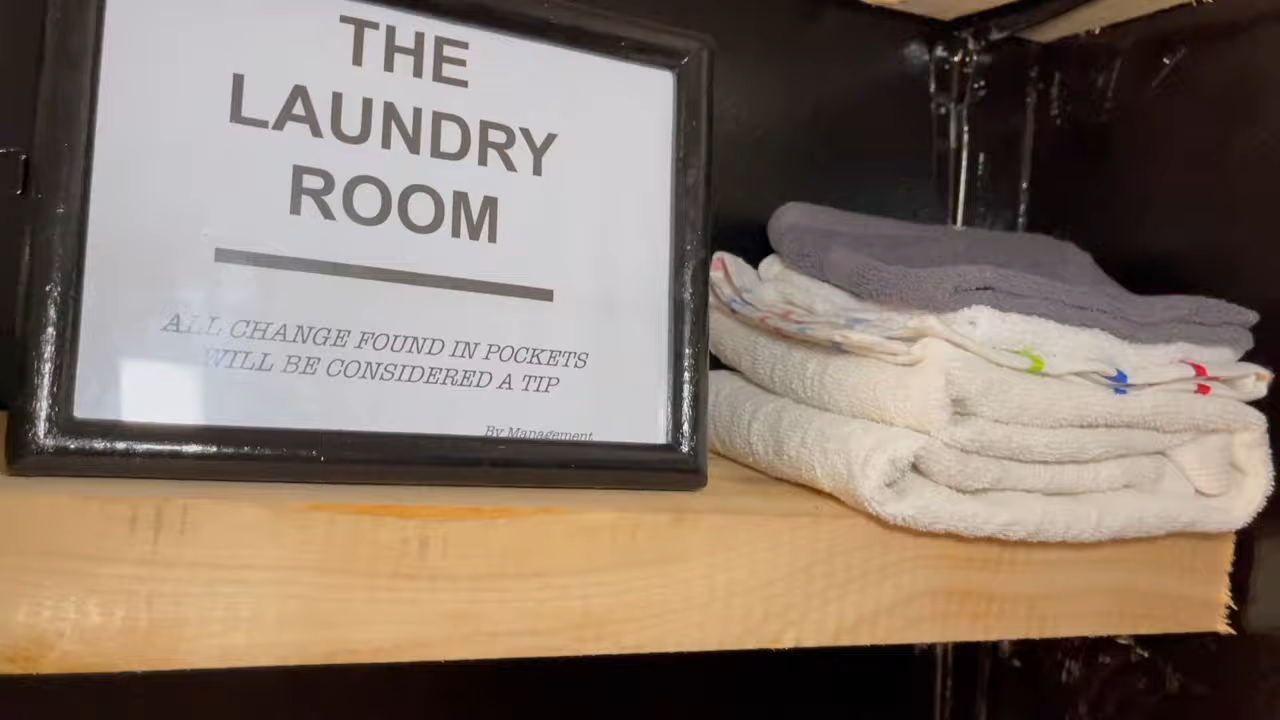 THE
LAUNDRY
ROOM
ALL CHANGE FOUND IN POCKETS
WILL BE CONSIDERED A TIP
By Management